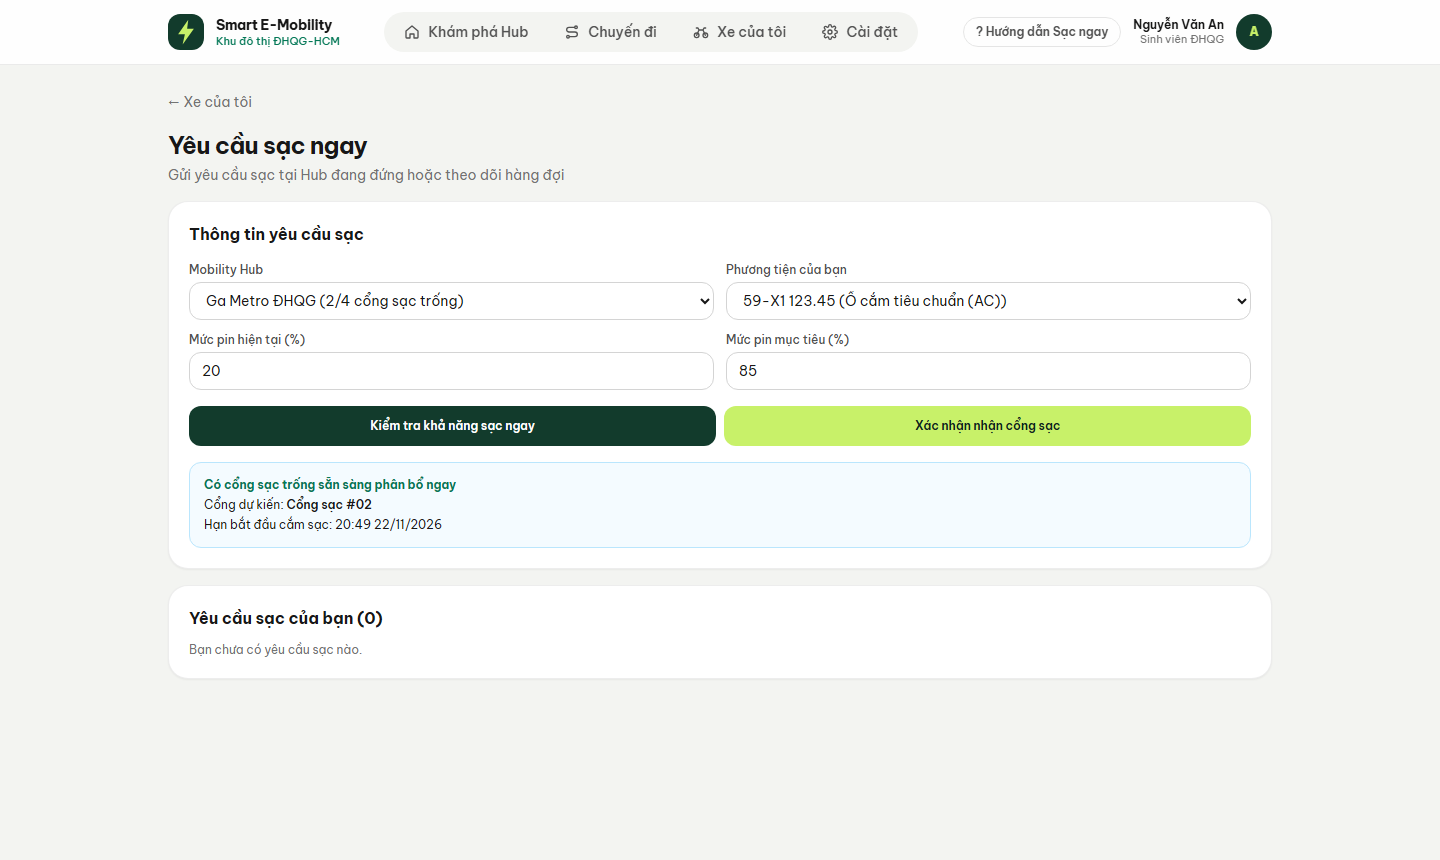 Smart E-Mobility
Khu đô thị ĐHQG-HCM
Khám phá Hub
Chuyến đi
Xe của tôi
Cài đặt
? Hướng dẫn Sạc ngay
Nguyễn Văn An
Sinh viên ĐHQG
A
← Xe của tôi
Yêu cầu sạc ngay
Gửi yêu cầu sạc tại Hub đang đứng hoặc theo dõi hàng đợi
Thông tin yêu cầu sạc
Mobility Hub
Phương tiện của bạn
Ga Metro ĐHQG (2/4 cổng sạc trống)
59-X1 123.45 (Ổ cắm tiêu chuẩn (AC))
Mức pin hiện tại (%)
Mức pin mục tiêu (%)
20
85
Kiểm tra khả năng sạc ngay
Xác nhận nhận cổng sạc
Có cổng sạc trống sẵn sàng phân bổ ngay
Cổng dự kiến: Cổng sạc #02
Hạn bắt đầu cắm sạc: 20:49 22/11/2026
Yêu cầu sạc của bạn (0)
Bạn chưa có yêu cầu sạc nào.